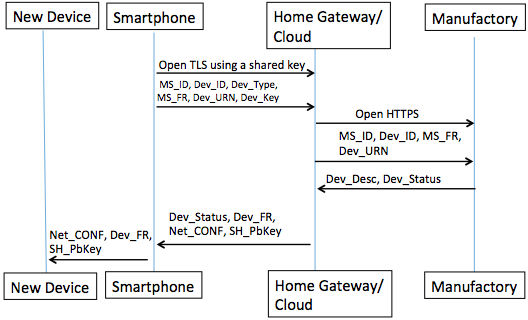 New Device
Smartphone
Home Gateway/
Cloud
Manufactory
Open TLS using a shared key
MS_ID, Dev_ID, Dev_Type,
MS_FR, Dev_URN, Dev_Key
Open HTTPS
MS_ID, Dev_ID, MS_FR,
Dev_URN
Dev_Desc, Dev_Status
Dev_Status, Dev_FR,
Net_CONF, SH_PbKey
Net_CONF, Dev_FR,
SH_PbKey
New Device
Smartphone
Home Gateway/
Cloud
Manufactory